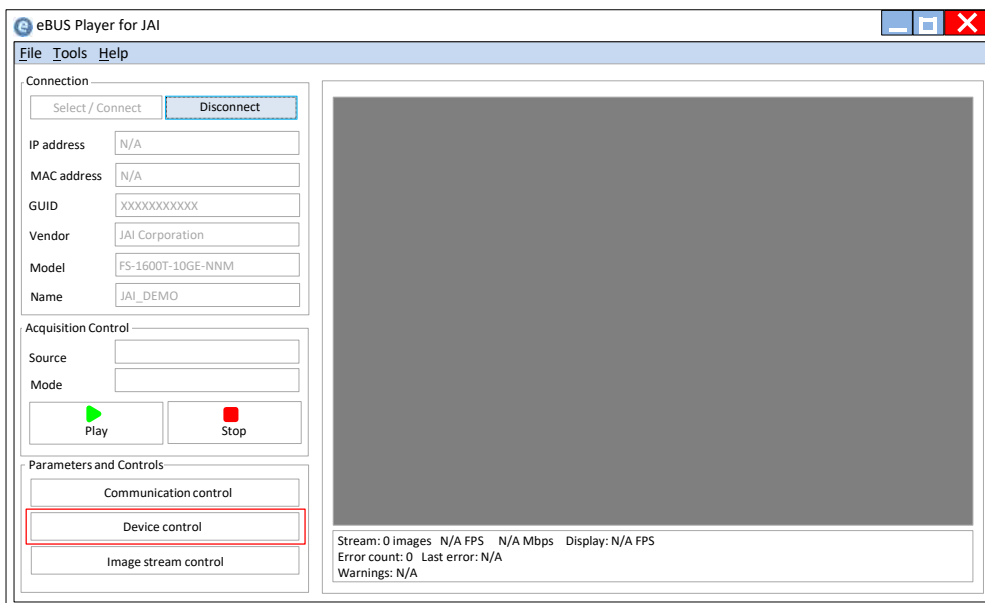 eBUS Player for JAI
File Tools Help
Connection
Select / Connect Disconnect
IP address N/A
MAC address N/A
GUID XXXXXXXXXXX
Vendor JAI Corporation
Model FS-1600T-10GE-NNM
Name JAI_DEMO
Acquisition Control
Source
Mode
Play Stop
Parameters and Controls
Communication control
Device control
Image stream control
Stream: 0 images N/A FPS N/A Mbps Display: N/A FPS
Error count: 0 Last error: N/A
Warnings: N/A